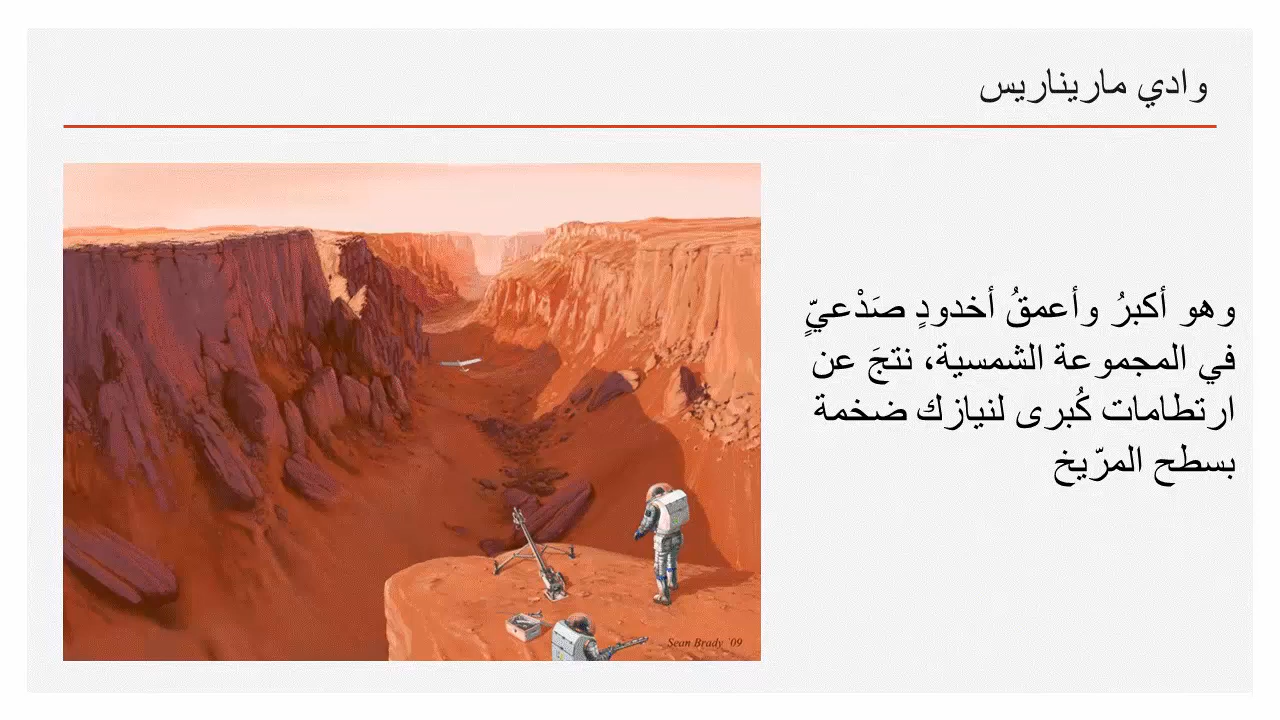 وادي ماريناريس
وهو أكبرُ وأعمقُ أخدودٍ صَدْعيٍّ
في المجموعة الشمسية، نتجَ عن
ارتطامات كُبرى لنيازك ضخمة
بسطح المرّيخ
Sean Brady '09